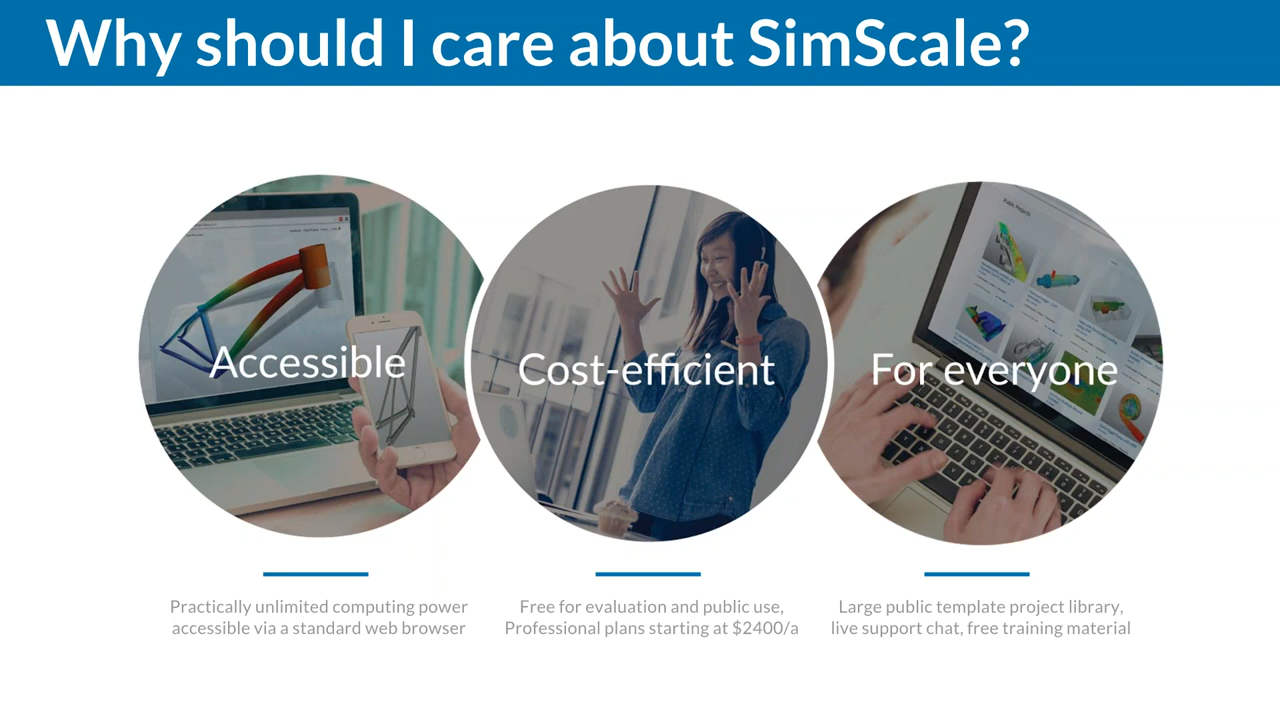 Why should I care about SimScale?
Accessible
Cost-efficient
For everyone
Public Projects
Practically unlimited computing power
accessible via a standard web browser
Free for evaluation and public use,
Professional plans starting at $2400/a
Large public template project library,
live support chat, free training material